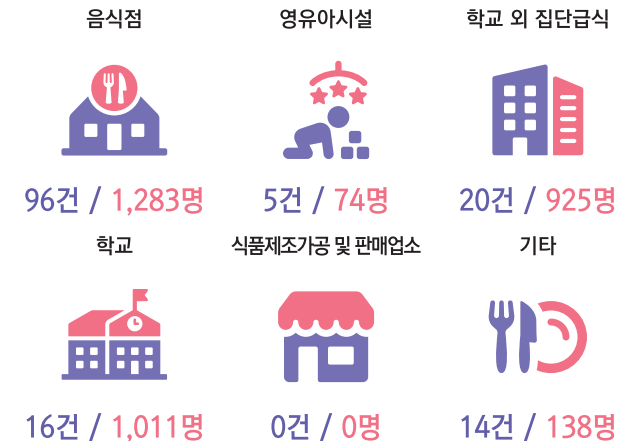 음식점
영유아시설
학교 외 집단급식
96건 / 1,283명
5건 / 74명
20건 / 925명
학교
식품제조가공 및 판매업소
기타
16건 / 1,011명
0건 / 0명
14건 / 138명